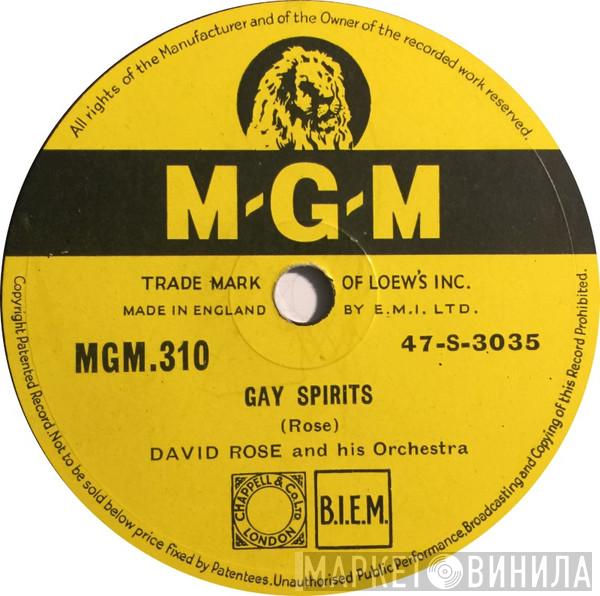 All rights of the Manufacturer and of the Owner of the recorded work reserved.
M-G-M
TRADE MARK OF LOEW'S INC.
MADE IN ENGLAND BY E.M.I. LTD.
MGM.310 47-S-3035
GAY SPIRITS
(Rose)
DAVID ROSE and his Orchestra
CHAPPELL & CO. LTD
LONDON
B.I.E.M.
Copyright Patented Record. Not to be sold below price fixed by Patentees. Unauthorised Public Performance, Broadcasting and Copying of this Record Prohibited.
МАРКЕТ ВИНИЛА